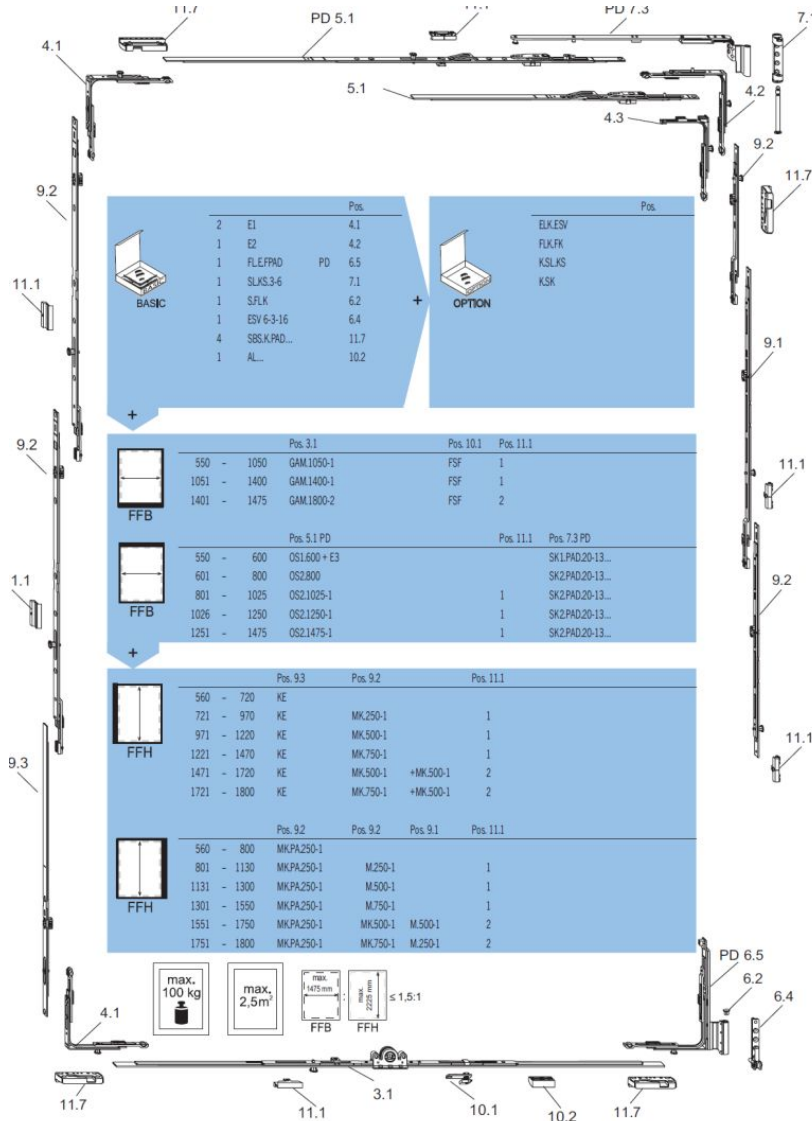 11.7
PD 5.1
11.1
PD 7.3
7.1
4.1
5.1
4.2
4.3
9.2
9.2
11.7
Pos.
2 E1 4.1
1 E2 4.2
1 FL.E.FPAD PD 6.5
1 SL.KS.3-6 7.1
1 S.FL.K 6.2
1 ESV 6-3-16 6.4
4 SBS.K.PAD... 11.7
1 AL... 10.2
BASIC
+
Pos.
ELK.ESV
FLK.FK
K.SL.KS
K.SK
OPTION
11.1
9.1
+
9.2
Pos. 3.1 Pos. 10.1 Pos. 11.1
550 – 1050 GAM.1050-1 FSF 1
1051 – 1400 GAM.1400-1 FSF 1
1401 – 1475 GAM.1800-2 FSF 2
FFB
11.1
Pos. 5.1 PD Pos. 11.1 Pos. 7.3 PD
550 – 600 OS1.600 + E3 SK1.PAD.20-13...
601 – 800 OS2.800 SK2.PAD.20-13...
801 – 1025 OS2.1025-1 1 SK2.PAD.20-13...
1026 – 1250 OS2.1250-1 1 SK2.PAD.20-13...
1251 – 1475 OS2.1475-1 1 SK2.PAD.20-13...
FFB
1.1
9.2
+
Pos. 9.3 Pos. 9.2 Pos. 11.1
560 – 720 KE
721 – 970 KE MK.250-1 1
971 – 1220 KE MK.500-1 1
1221 – 1470 KE MK.750-1 1
1471 – 1720 KE MK.500-1 +MK.500-1 2
1721 – 1800 KE MK.750-1 +MK.500-1 2
FFH
9.3
11.1
Pos. 9.2 Pos. 9.2 Pos. 9.1 Pos. 11.1
560 – 800 MK.PA.250-1
801 – 1130 MK.PA.250-1 M.250-1 1
1131 – 1300 MK.PA.250-1 M.500-1 1
1301 – 1550 MK.PA.250-1 M.750-1 1
1551 – 1750 MK.PA.250-1 MK.500-1 M.500-1 2
1751 – 1800 MK.PA.250-1 MK.750-1 M.250-1 2
FFH
max.
100 kg
max.
2,5m²
max.
1475 mm
FFB
:
max.
2225 mm
FFH
≤ 1,5:1
PD 6.5
6.2
6.4
4.1
3.1
11.7
11.1
10.1
10.2
11.7